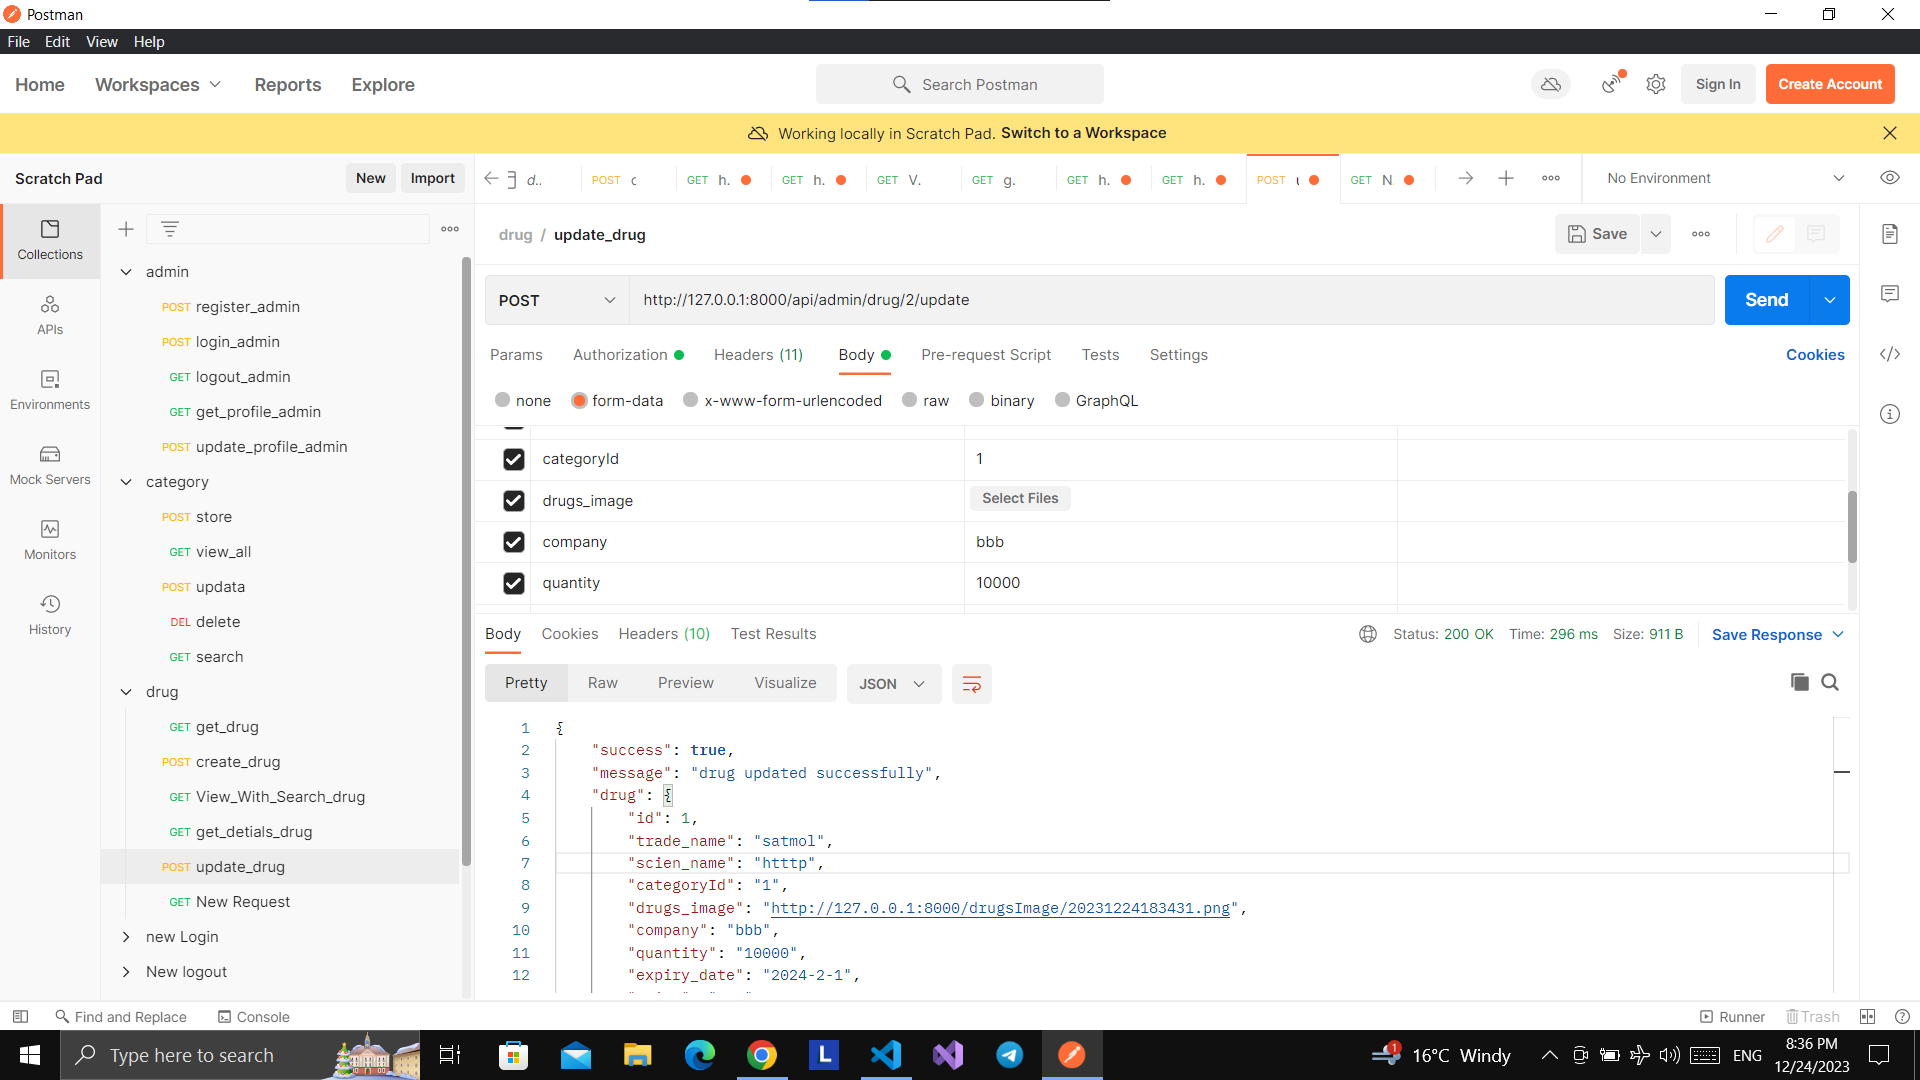 Postman
File Edit View Help
Home Workspaces Reports Explore Search Postman Sign In Create Account
Working locally in Scratch Pad. Switch to a Workspace
Scratch Pad New Import d.. POST GET h. GET h. GET V. GET g. GET h. GET h. POST GET N No Environment
Collections
APIs
Environments
Mock Servers
Monitors
History
admin
POST register_admin
POST login_admin
GET logout_admin
GET get_profile_admin
POST update_profile_admin
category
POST store
GET view_all
POST updata
DEL delete
GET search
drug
GET get_drug
POST create_drug
GET View_With_Search_drug
GET get_detials_drug
POST update_drug
GET New Request
new Login
New logout
drug / update_drug Save
POST http://127.0.0.1:8000/api/admin/drug/2/update Send
Params Authorization Headers (11) Body Pre-request Script Tests Settings Cookies
none form-data x-www-form-urlencoded raw binary GraphQL
categoryId 1
drugs_image Select Files
company bbb
quantity 10000
Body Cookies Headers (10) Test Results Status: 200 OK Time: 296 ms Size: 911 B Save Response
Pretty Raw Preview Visualize JSON
1 {
2 "success": true,
3 "message": "drug updated successfully",
4 "drug": {
5 "id": 1,
6 "trade_name": "satmol",
7 "scien_name": "htttp",
8 "categoryId": "1",
9 "drugs_image": "http://127.0.0.1:8000/drugsImage/20231224183431.png",
10 "company": "bbb",
11 "quantity": "10000",
12 "expiry_date": "2024-2-1",
Find and Replace Console Runner Trash
Type here to search L 1 16°C Windy ENG 8:36 PM
12/24/2023